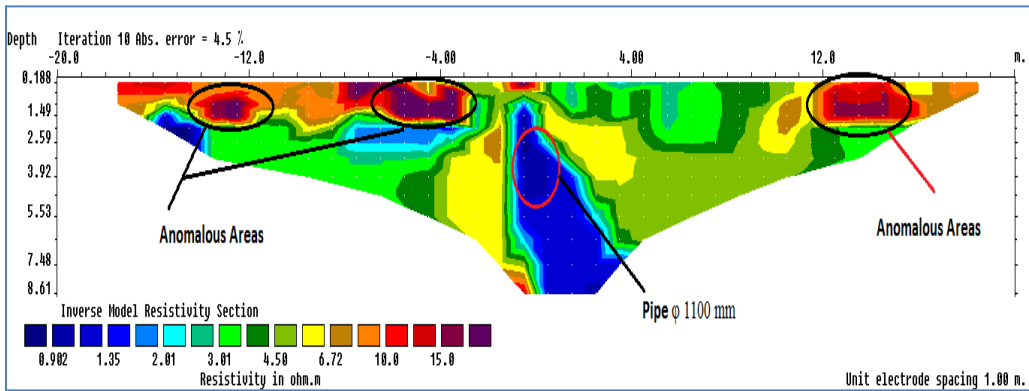 Depth Iteration 10 Abs. error = 4.5 %
-20.0 -12.0 -4.00 4.00 12.0 m.
0.188
1.49
2.59
3.92
5.53
7.48
8.61
Anomalous Areas
Anomalous Areas
Pipe φ 1100 mm
Inverse Model Resistivity Section
0.902 1.35 2.01 3.01 4.50 6.72 10.0 15.0
Resistivity in ohm.m
Unit electrode spacing 1.00 m.